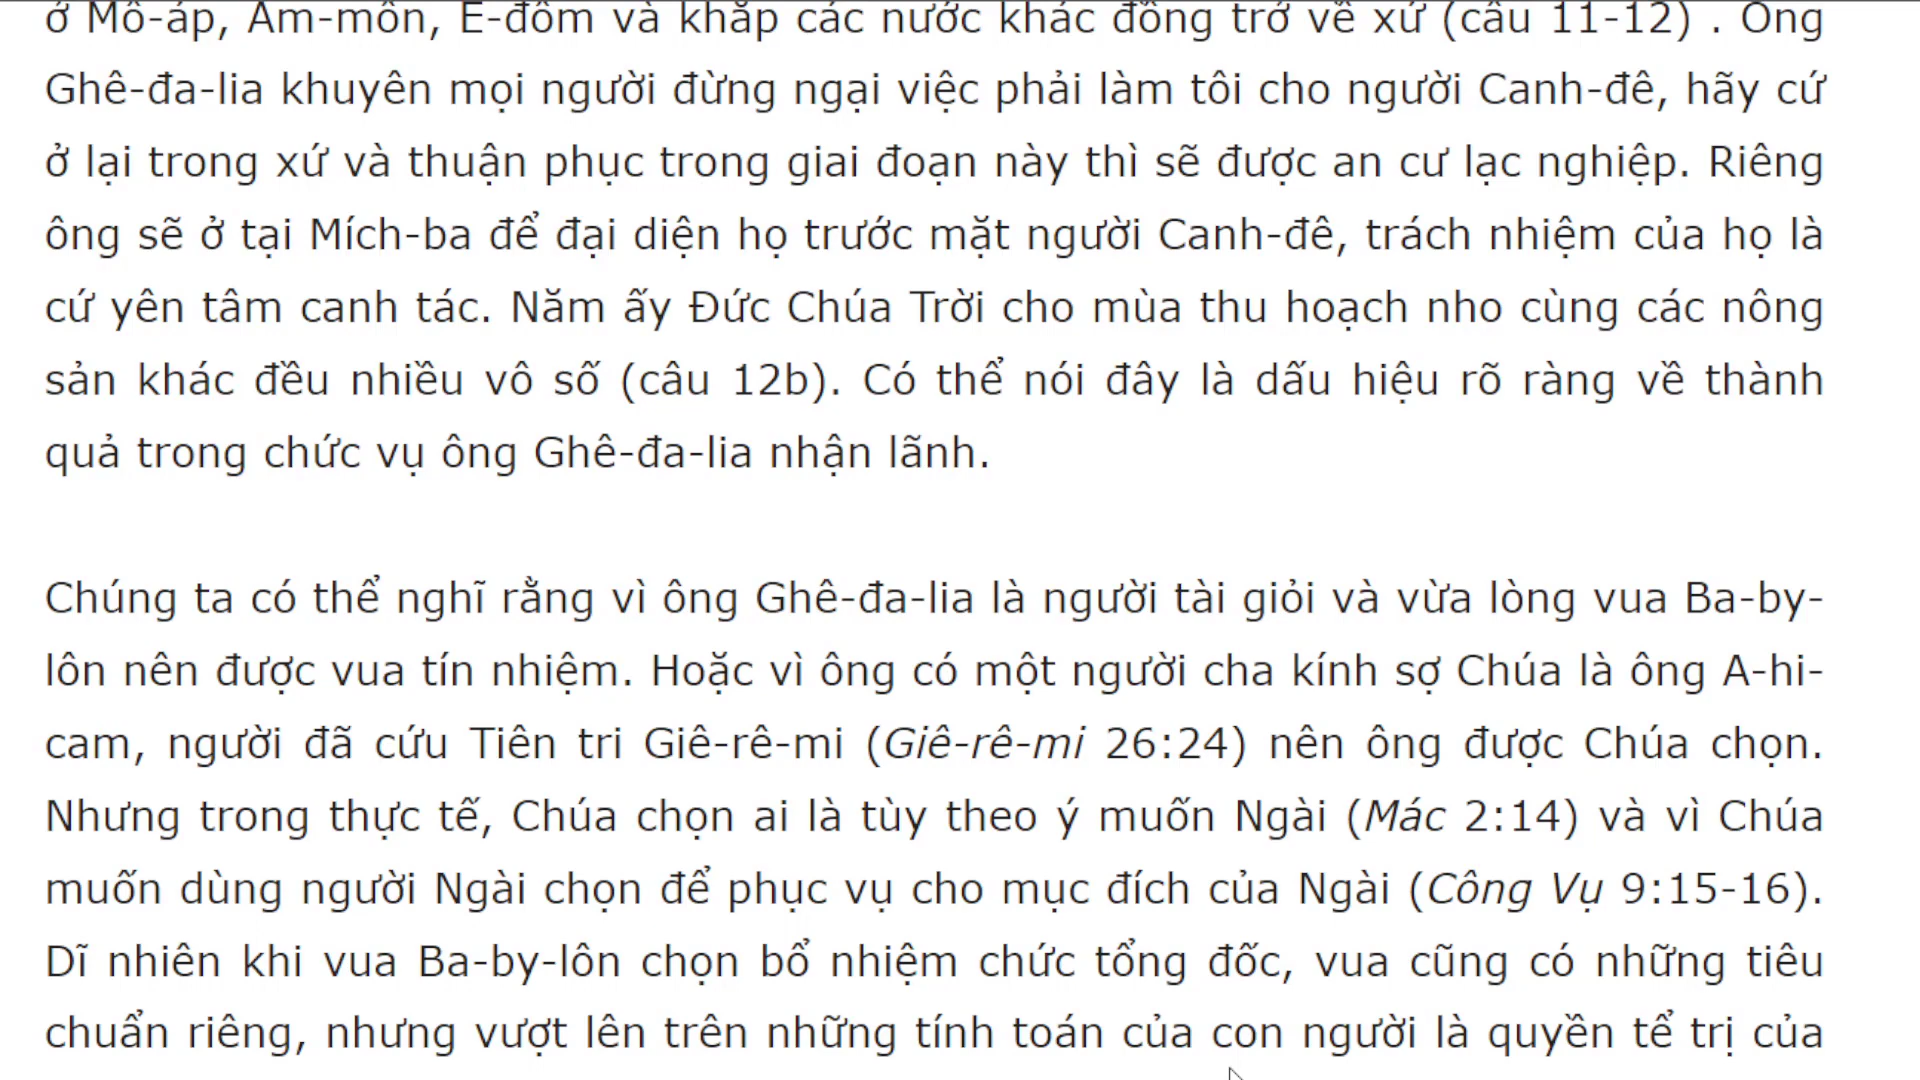 ở Mô-áp, Am-môn, Ê-đôm và khắp các nước khác đồng trở về xứ (câu 11-12) . Ông
Ghê-đa-lia khuyên mọi người đừng ngại việc phải làm tôi cho người Canh-đê, hãy cứ
ở lại trong xứ và thuận phục trong giai đoạn này thì sẽ được an cư lạc nghiệp. Riêng
ông sẽ ở tại Mích-ba để đại diện họ trước mặt người Canh-đê, trách nhiệm của họ là
cứ yên tâm canh tác. Năm ấy Đức Chúa Trời cho mùa thu hoạch nho cùng các nông
sản khác đều nhiều vô số (câu 12b). Có thể nói đây là dấu hiệu rõ ràng về thành
quả trong chức vụ ông Ghê-đa-lia nhận lãnh.
Chúng ta có thể nghĩ rằng vì ông Ghê-đa-lia là người tài giỏi và vừa lòng vua Ba-by-
lôn nên được vua tín nhiệm. Hoặc vì ông có một người cha kính sợ Chúa là ông A-hi-
cam, người đã cứu Tiên tri Giê-rê-mi (Giê-rê-mi 26:24) nên ông được Chúa chọn.
Nhưng trong thực tế, Chúa chọn ai là tùy theo ý muốn Ngài (Mác 2:14) và vì Chúa
muốn dùng người Ngài chọn để phục vụ cho mục đích của Ngài (Công Vụ 9:15-16).
Dĩ nhiên khi vua Ba-by-lôn chọn bổ nhiệm chức tổng đốc, vua cũng có những tiêu
chuẩn riêng, nhưng vượt lên trên những tính toán của con người là quyền tể trị của